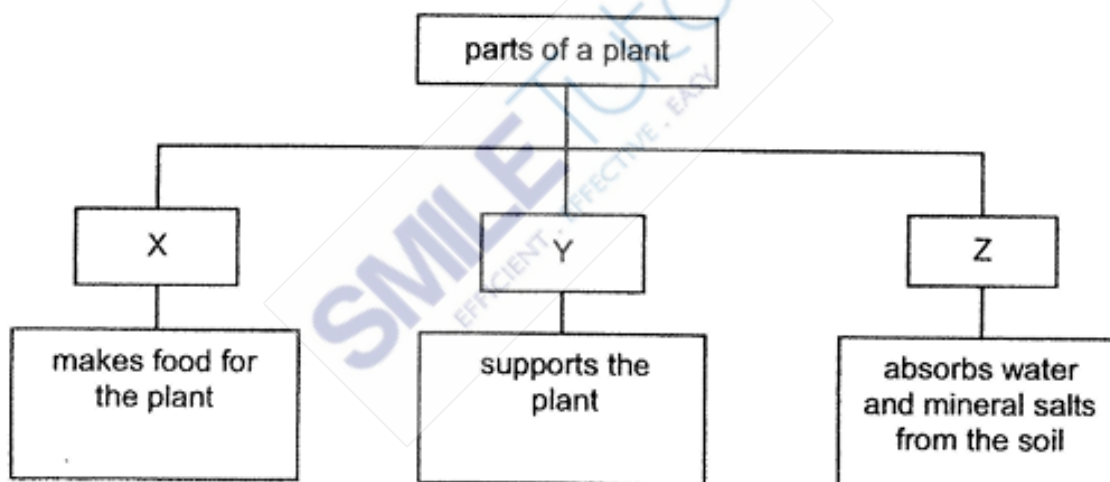 parts of a plant
SMILE Tuto
EFFICIENT . EFFECTIVE . EASY
X
Y
Z
makes food for
the plant
supports the
plant
absorbs water
and mineral salts
from the soil